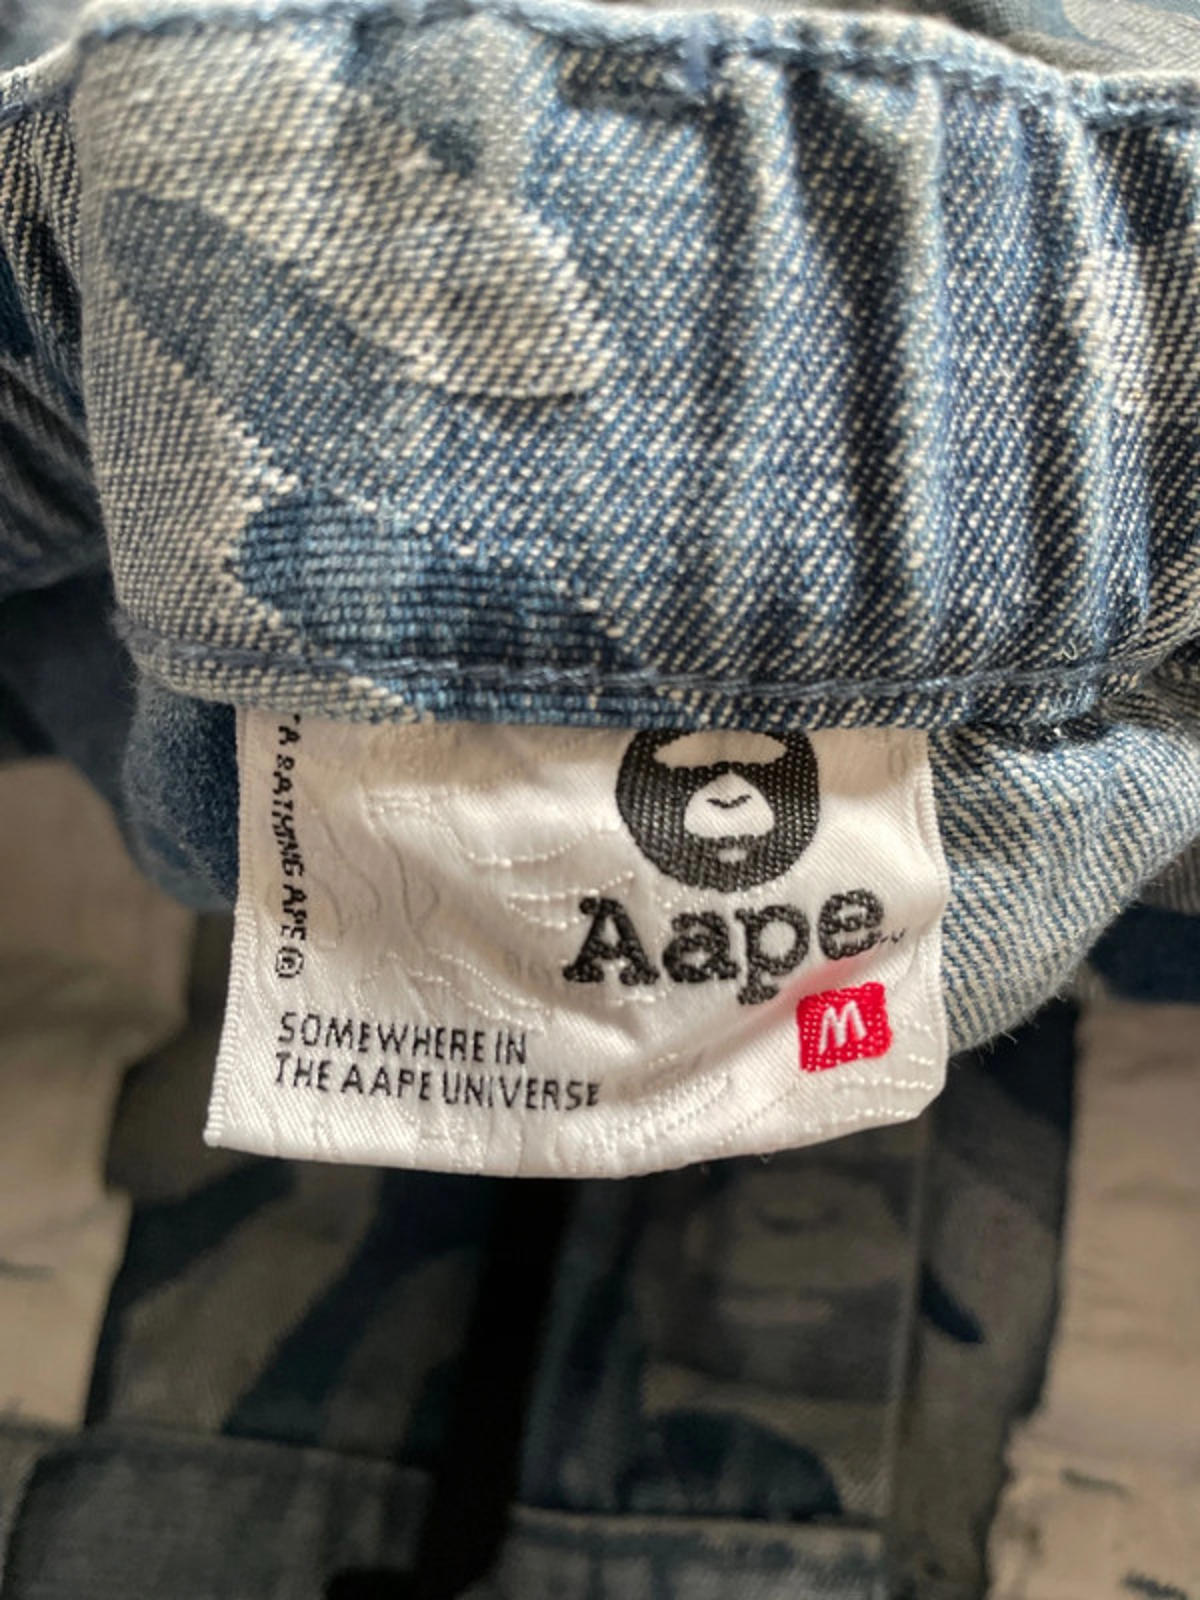 A BATHING APE®
Aape
M
SOMEWHERE IN
THE AAPE UNIVERSE